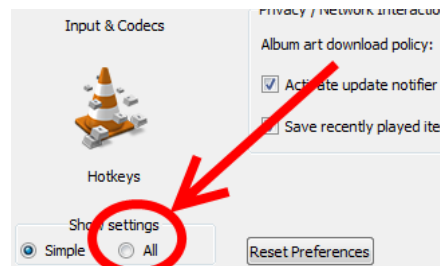 Input & Codecs
Privacy / Network Interaction
Album art download policy:
Activate update notifier
Save recently played ite
Hotkeys
Show settings
Simple
All
Reset Preferences